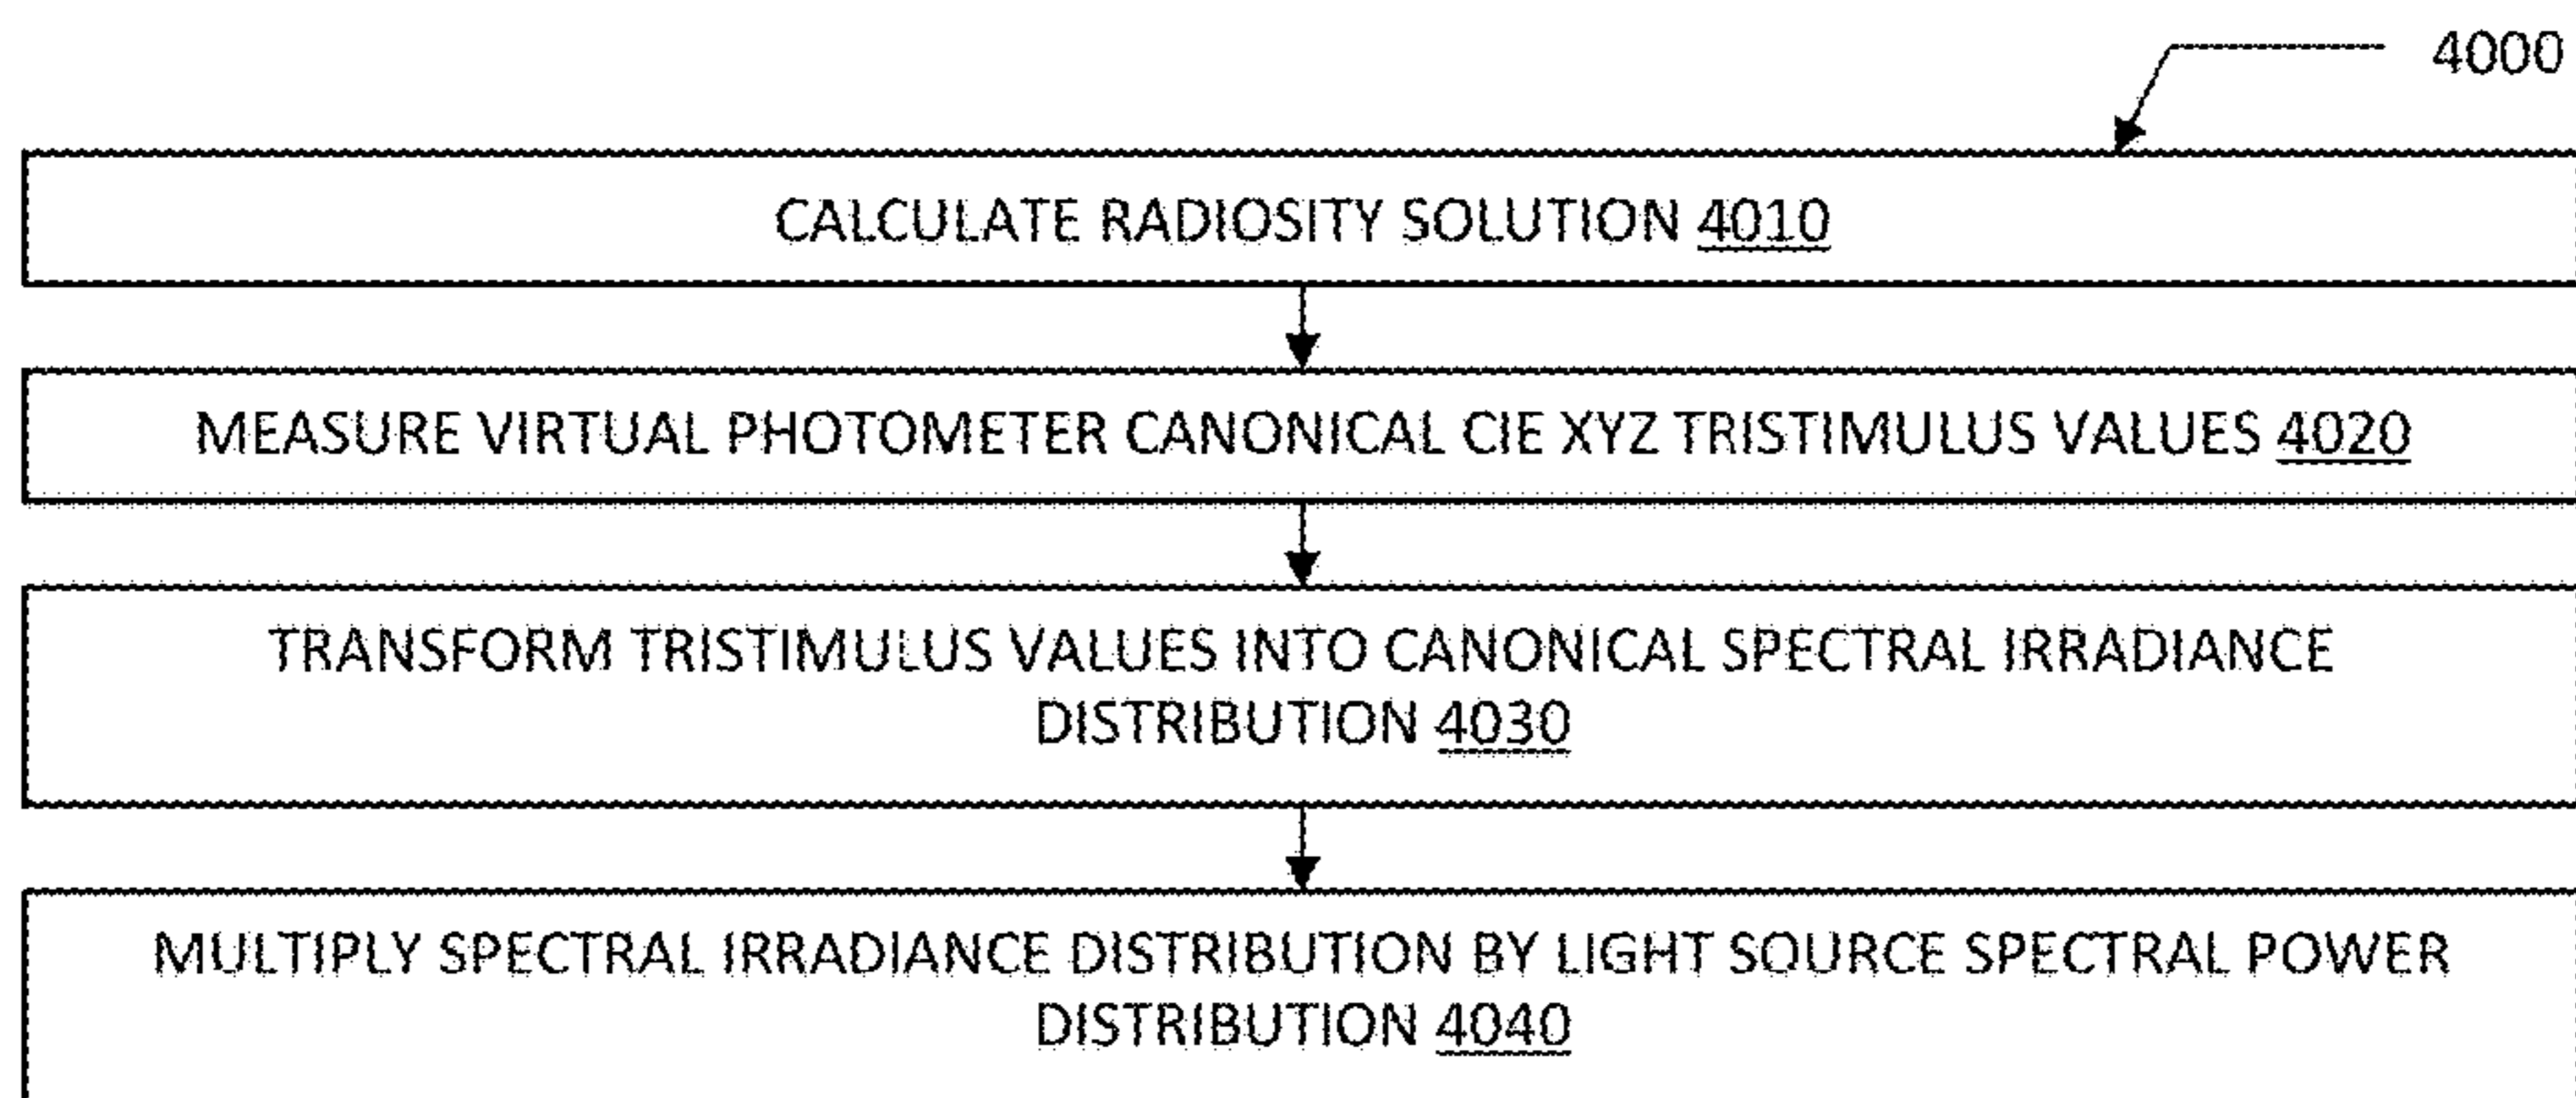 4000
CALCULATE RADIOSITY SOLUTION 4010
MEASURE VIRTUAL PHOTOMETER CANONICAL CIE XYZ TRISTIMULUS VALUES 4020
TRANSFORM TRISTIMULUS VALUES INTO CANONICAL SPECTRAL IRRADIANCE
DISTRIBUTION 4030
MULTIPLY SPECTRAL IRRADIANCE DISTRIBUTION BY LIGHT SOURCE SPECTRAL POWER
DISTRIBUTION 4040